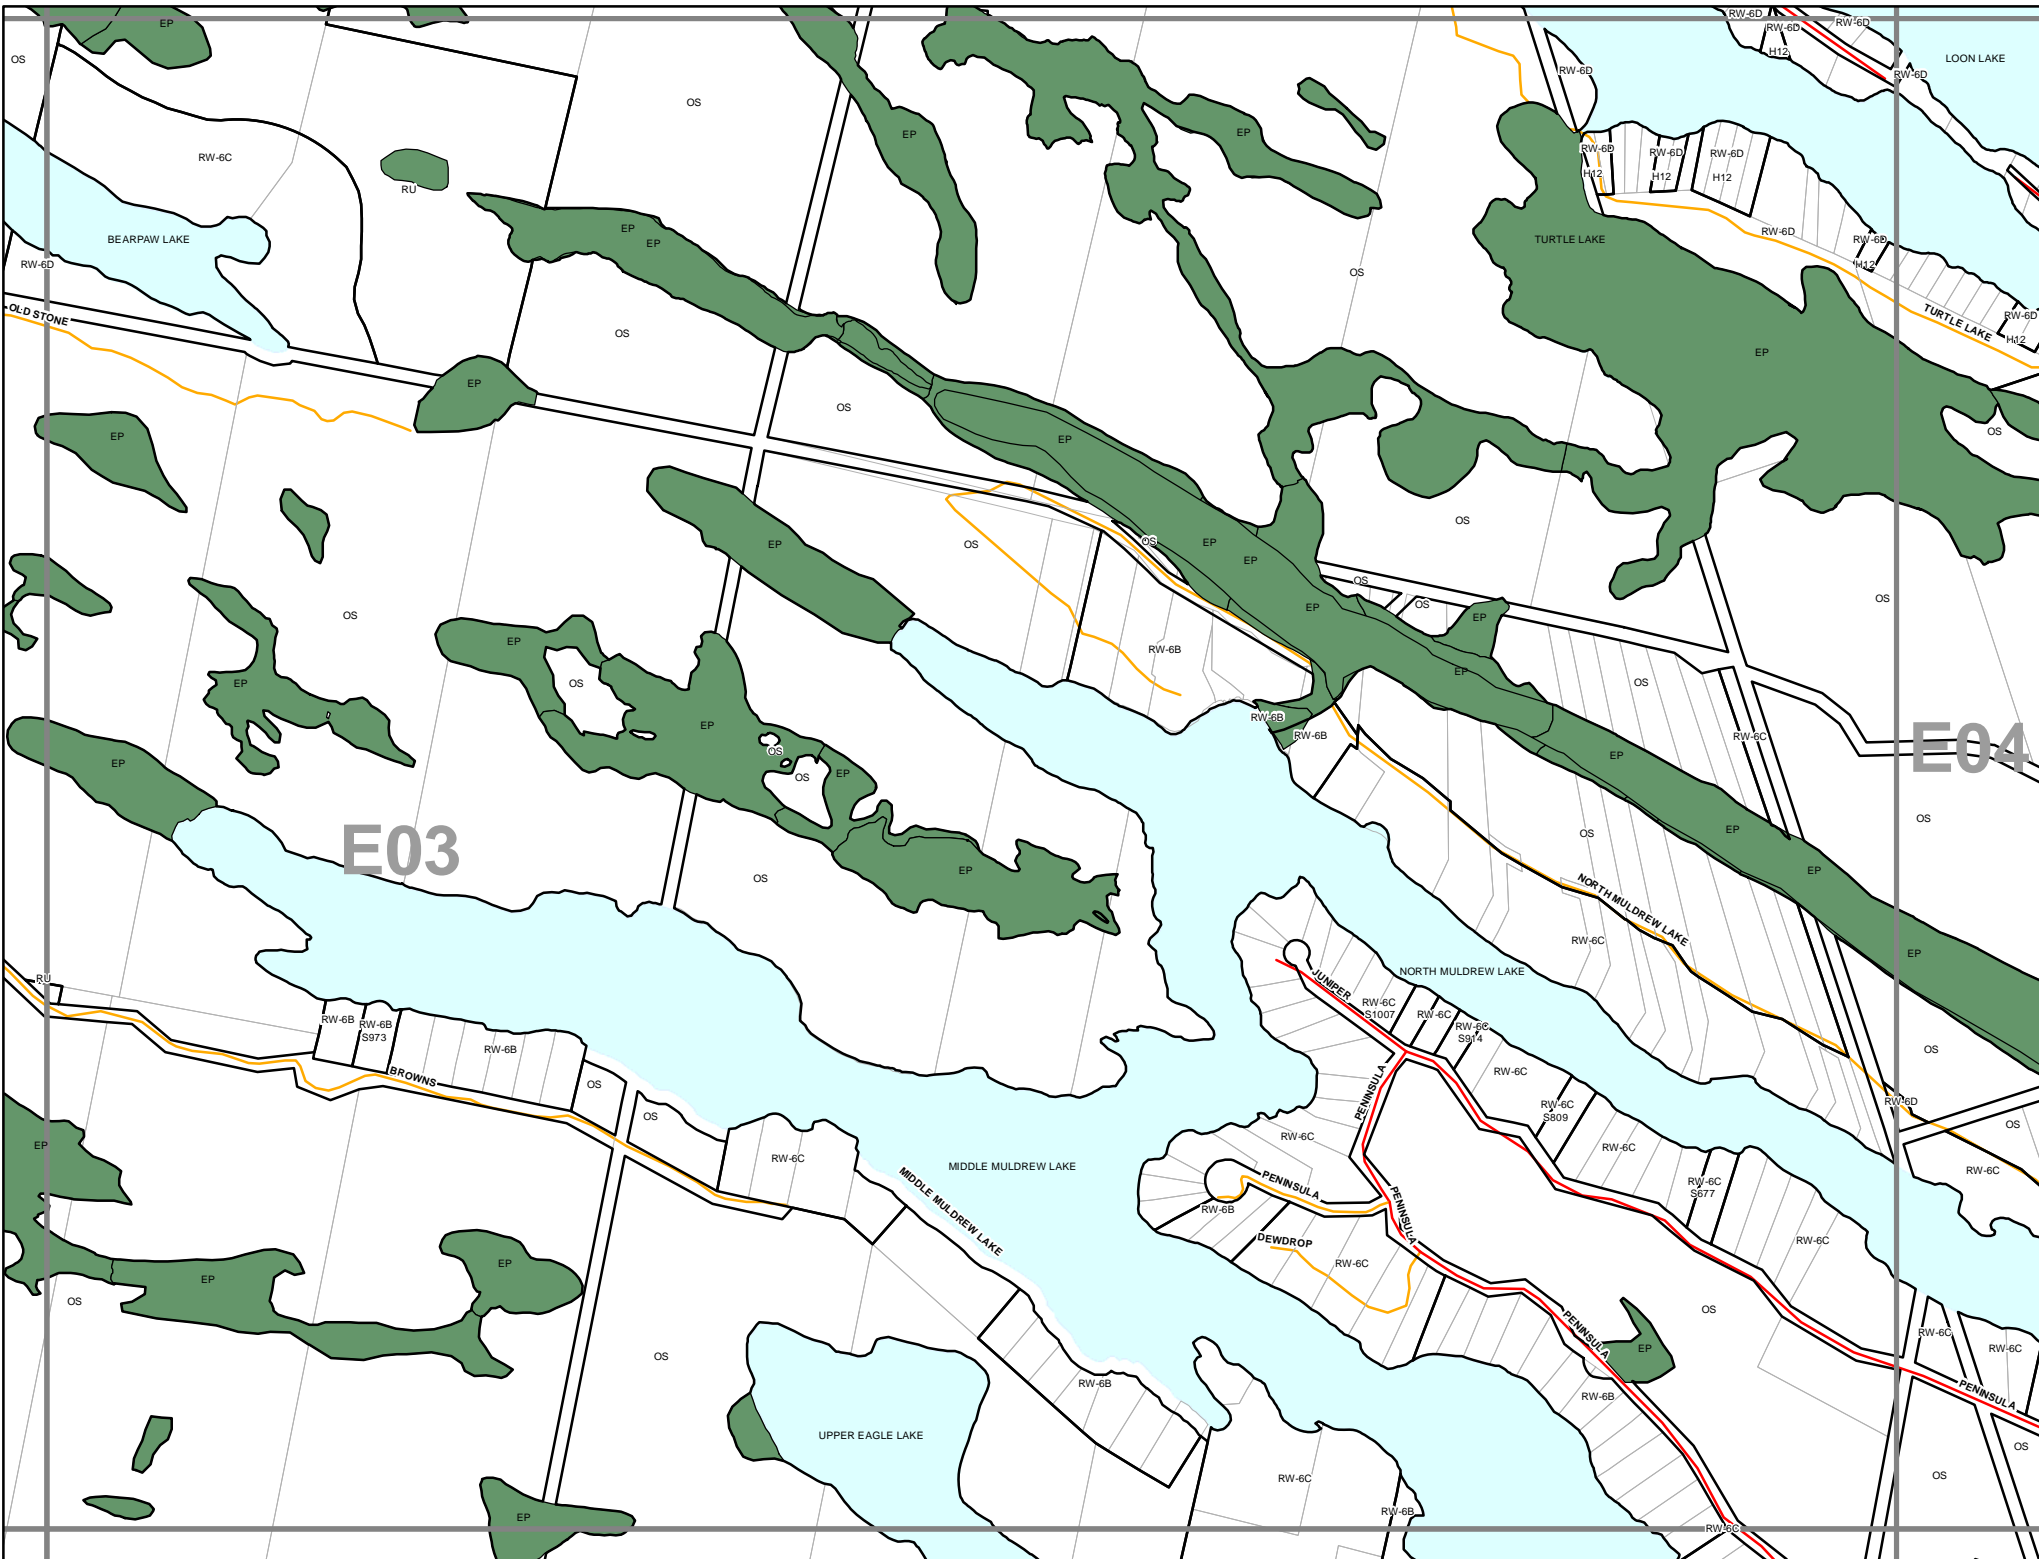 EP
RW-6D
RW-6D
RW-6D
H12
OS
LOON LAKE
RW-6D
RW-6D
OS
EP
EP
RW-6D
H12
RW-6D
H12
RW-6D
H12
RW-6C
RU
EP
EP
BEARPAW LAKE
TURTLE LAKE
RW-6D
RW-6D
H12
RW-6D
OS
OLD STONE
OS
TURTLE LAKE
RW-6D
H12
EP
EP
OS
EP
EP
OS
OS
EP
OS
EP
OS
EP
EP
OS
OS
OS
EP
OS
OS
EP
EP
RW-6B
EP
EP
OS
OS
EP
RW-6B
RW-6B
RW-6C
E04
EP
OS
EP
OS
EP
EP
OS
E03
OS
EP
OS
EP
EP
OS
NORTH MULDREW LAKE
RW-6C
EP
NORTH MULDREW LAKE
RU
JUNIPER
RW-6C
S1007
RW-6C
RW-6C
S914
RW-6B
RW-6B
S973
RW-6B
OS
BROWNS
OS
PENINSULA
RW-6C
OS
RW-6D
RW-6C
S809
OS
EP
RW-6C
RW-6C
RW-6C
MIDDLE MULDREW LAKE
RW-6C
MIDDLE MULDREW LAKE
PENINSULA
RW-6C
S677
RW-6B
PENINSULA
DEWDROP
RW-6C
RW-6C
EP
EP
OS
OS
PENINSULA
RW-6C
RW-6C
EP
OS
RW-6B
RW-6B
PENINSULA
UPPER EAGLE LAKE
OS
OS
RW-6C
RW-6B
EP
RW-6C